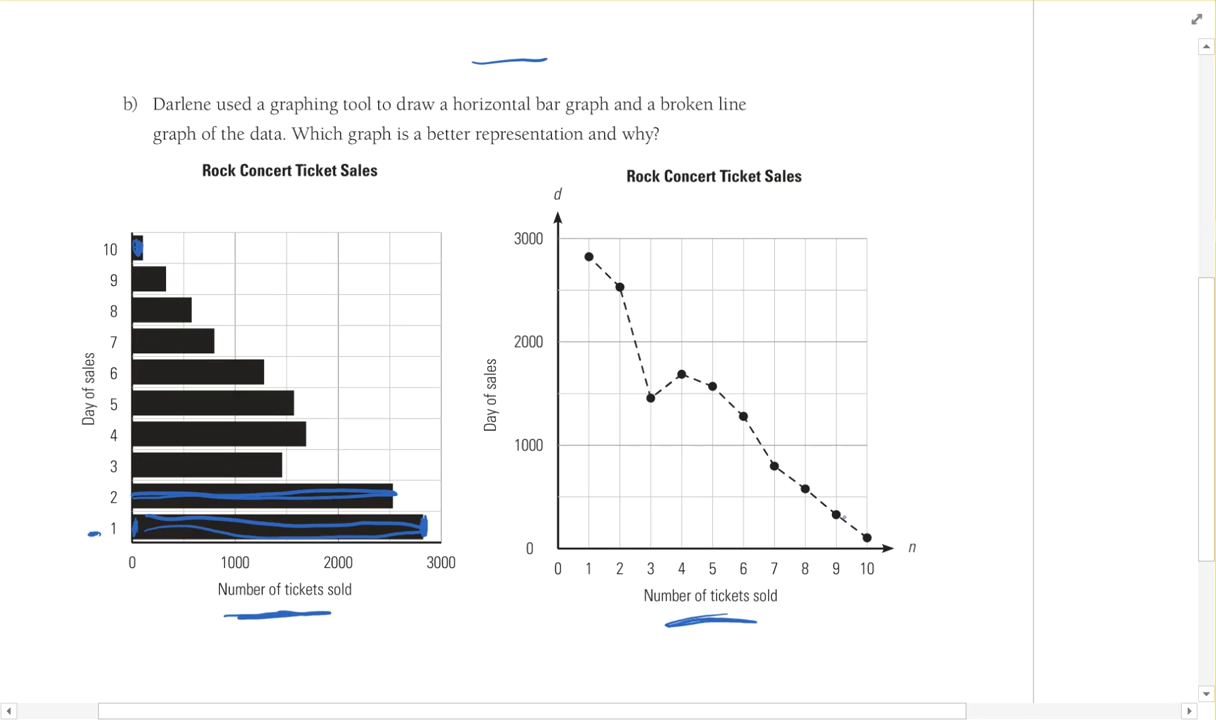 b) Darlene used a graphing tool to draw a horizontal bar graph and a broken line
graph of the data. Which graph is a better representation and why?
Rock Concert Ticket Sales
10
9
8
7
6
5
4
3
2
1
Day of sales
0 1000 2000 3000
Number of tickets sold
Rock Concert Ticket Sales
d
3000
2000
1000
0
Day of sales
0 1 2 3 4 5 6 7 8 9 10
n
Number of tickets sold